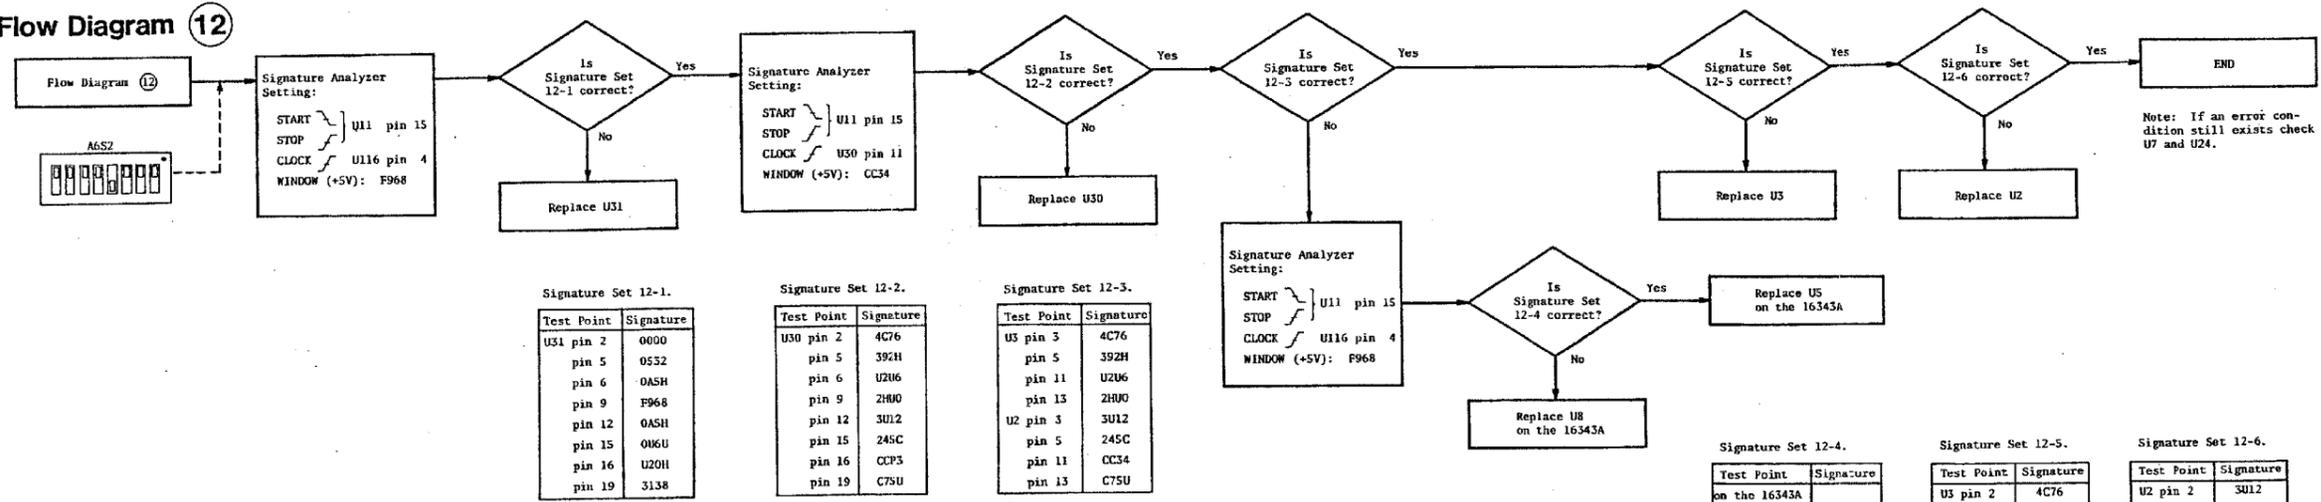 Flow Diagram 12
Flow Diagram 12
A6S2
Signature Analyzer
Setting:
START
STOP
U11 pin 15
CLOCK U116 pin 4
WINDOW (+5V): F968
Is
Signature Set
12-1 correct?
Yes
No
Replace U31
Signature Analyzer
Setting:
START
STOP
U11 pin 15
CLOCK U30 pin 11
WINDOW (+5V): CC34
Is
Signature Set
12-2 correct?
Yes
No
Replace U30
Is
Signature Set
12-3 correct?
Yes
No
Signature Analyzer
Setting:
START
STOP
U11 pin 15
CLOCK U116 pin 4
WINDOW (+5V): F968
Is
Signature Set
12-4 correct?
Yes
No
Replace U5
on the 16343A
Replace U8
on the 16343A
Is
Signature Set
12-5 correct?
Yes
No
Replace U3
Is
Signature Set
12-6 correct?
Yes
No
Replace U2
END
Note: If an error con-
dition still exists check
U7 and U24.
Signature Set 12-1.
Test Point Signature
U31 pin 2 0000
pin 5 0532
pin 6 0A5H
pin 9 F968
pin 12 0A5H
pin 15 0U6U
pin 16 U20H
pin 19 3138
Signature Set 12-2.
Test Point Signature
U30 pin 2 4C76
pin 5 392H
pin 6 U2U6
pin 9 2HU0
pin 12 3U12
pin 15 245C
pin 16 CCP3
pin 19 C75U
Signature Set 12-3.
Test Point Signature
U3 pin 3 4C76
pin 5 392H
pin 11 U2U6
pin 13 2HU0
U2 pin 3 3U12
pin 5 245C
pin 11 CC34
pin 13 C75U
Signature Set 12-4.
Test Point Signature
on the 16343A
Signature Set 12-5.
Test Point Signature
U3 pin 2 4C76
Signature Set 12-6.
Test Point Signature
U2 pin 2 3U12